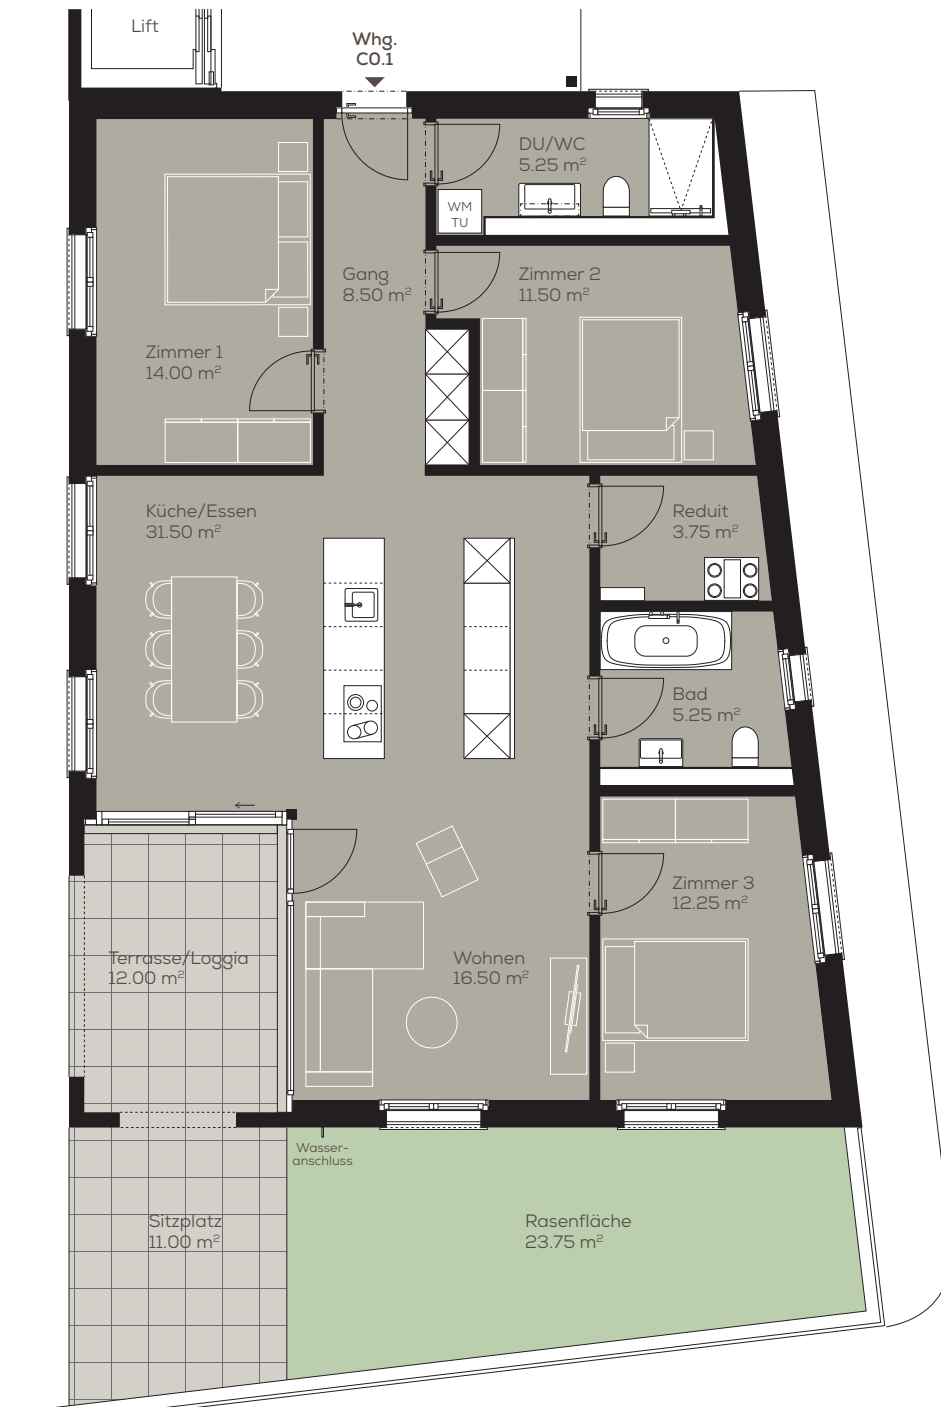 Lift
Whg.
C0.1
DU/WC
5.25 m²
WM
TU
Gang
8.50 m²
Zimmer 2
11.50 m²
Zimmer 1
14.00 m²
Küche/Essen
31.50 m²
Reduit
3.75 m²
Bad
5.25 m²
Zimmer 3
12.25 m²
Terrasse/Loggia
12.00 m²
Wohnen
16.50 m²
Wasser-
anschluss
Sitzplatz
11.00 m²
Rasenfläche
23.75 m²